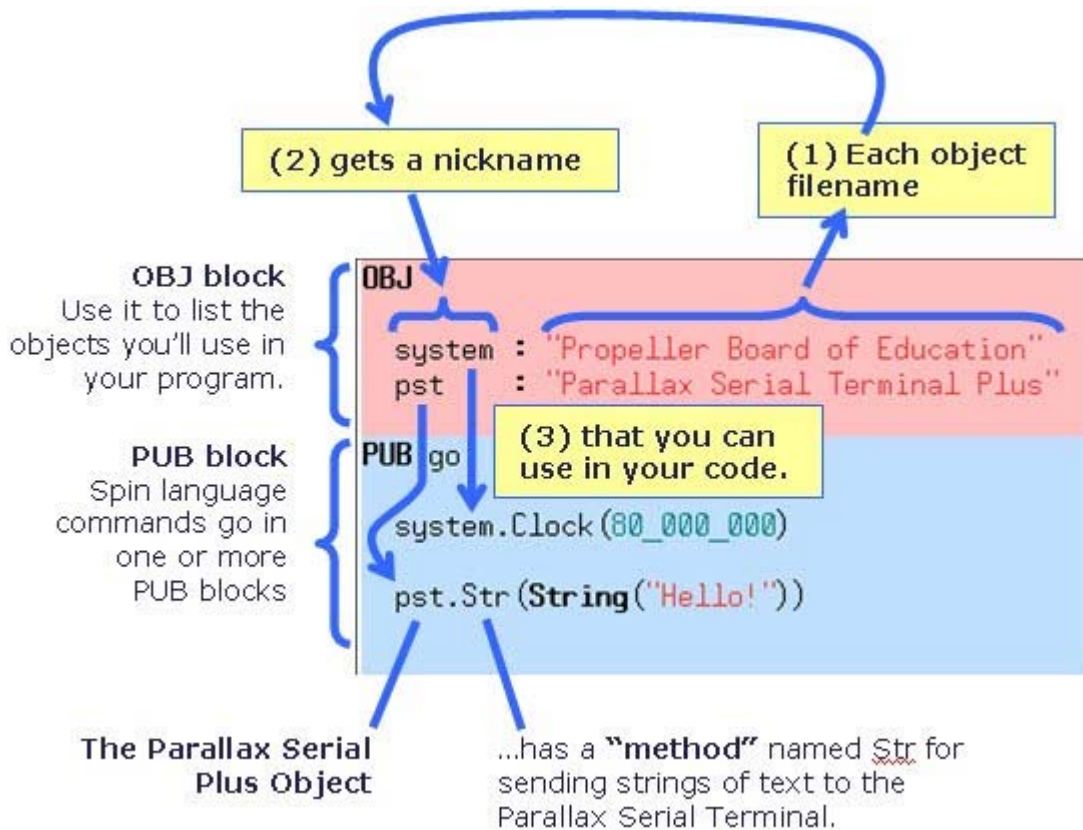 (2) gets a nickname
(1) Each object
filename
OBJ block
Use it to list the
objects you'll use in
your program.
OBJ
system : "Propeller Board of Education"
pst : "Parallax Serial Terminal Plus"
(3) that you can
use in your code.
PUB block
Spin language
commands go in
one or more
PUB blocks
PUB go
system.Clock(80_000_000)
pst.Str(String("Hello!"))
The Parallax Serial
Plus Object
...has a "method" named Str for
sending strings of text to the
Parallax Serial Terminal.